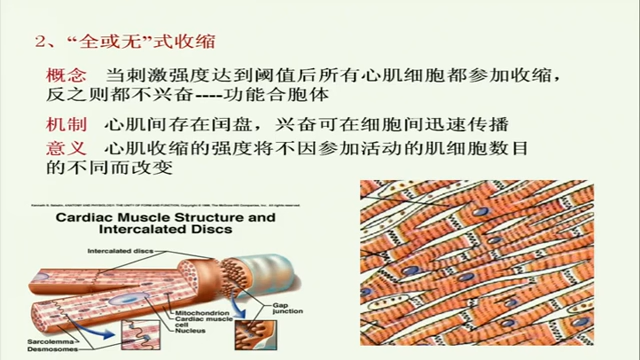 2、“全或无”式收缩
概念 当刺激强度达到阈值后所有心肌细胞都参加收缩，
反之则都不兴奋----功能合胞体
机制 心肌间存在闰盘，兴奋可在细胞间迅速传播
意义 心肌收缩的强度将不因参加活动的肌细胞数目
的不同而改变
Cardiac Muscle Structure and
Intercalated Discs
Intercalated discs
Mitochondrion
Cardiac muscle
cell
Nucleus
Gap
junction
Sarcolemma
Desmosomes